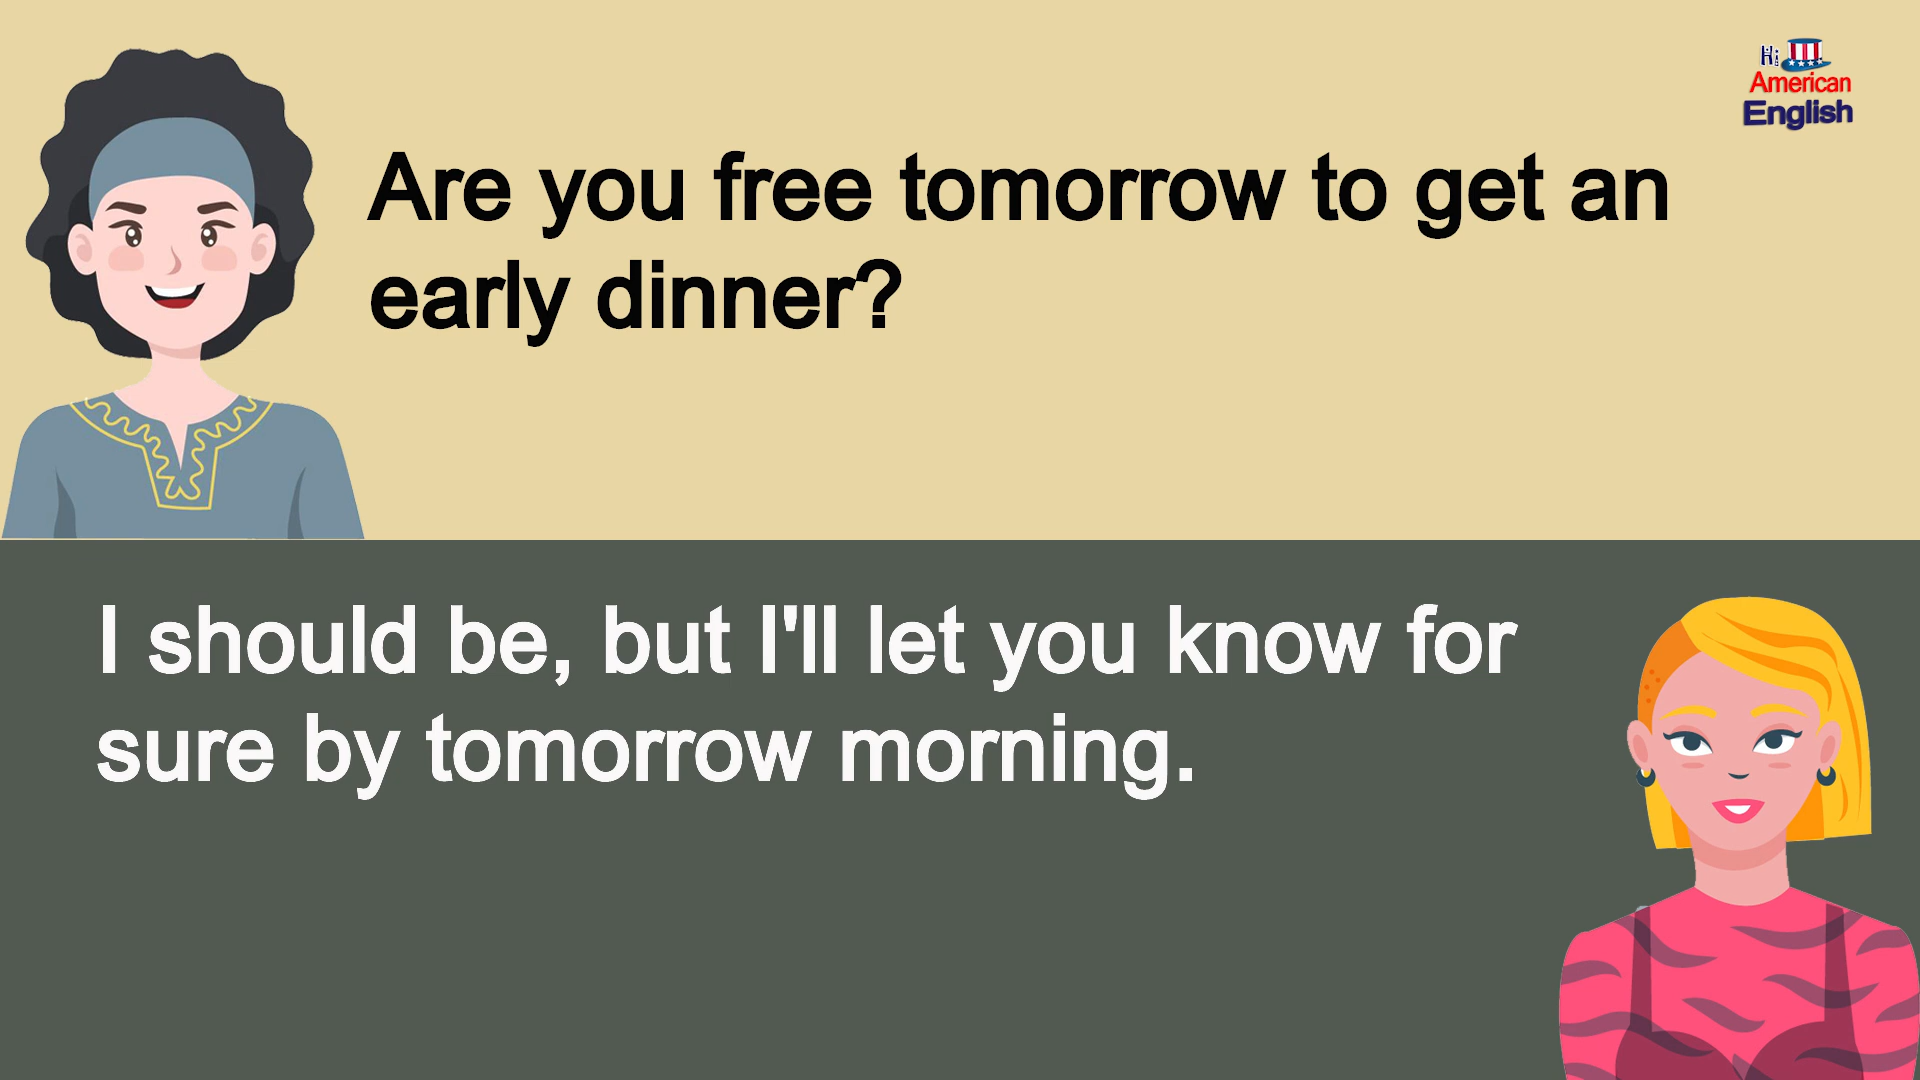 Hi
American
English
Are you free tomorrow to get an
early dinner?
I should be, but I'll let you know for
sure by tomorrow morning.